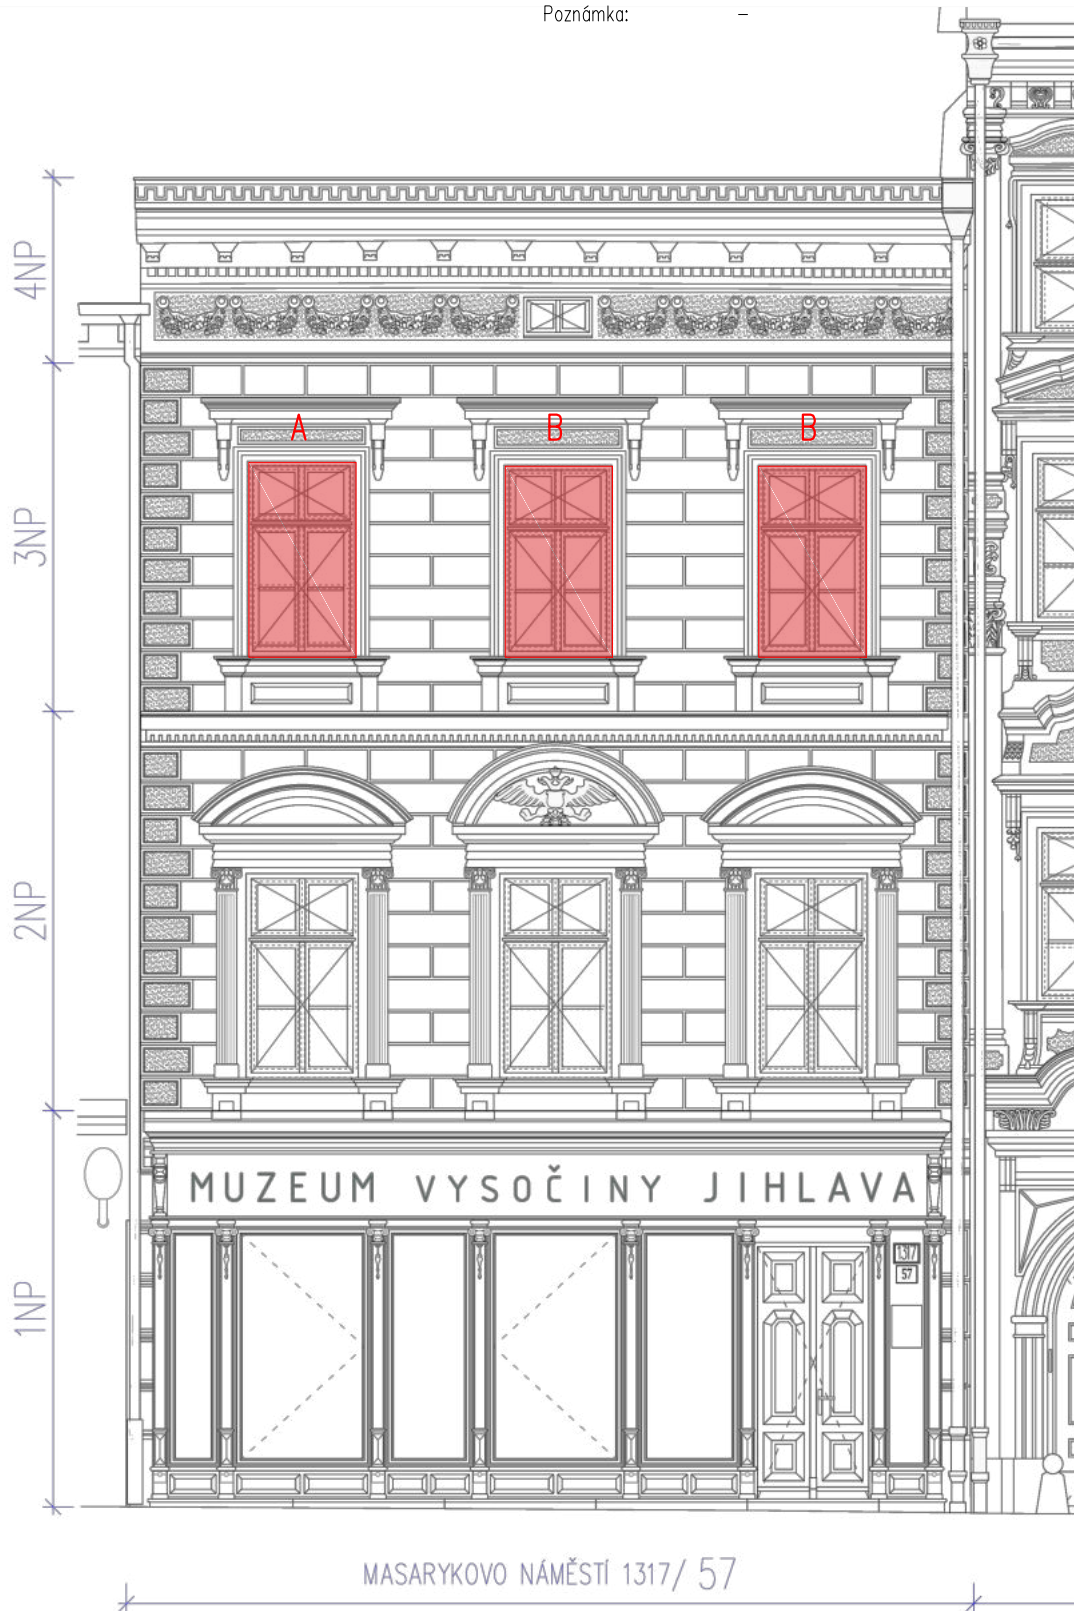 Poznámka: –
4NP
A B B
3NP
2NP
MUZEUM VYSOČINY JIHLAVA
1317
57
1NP
MASARYKOVO NÁMĚSTÍ 1317/ 57